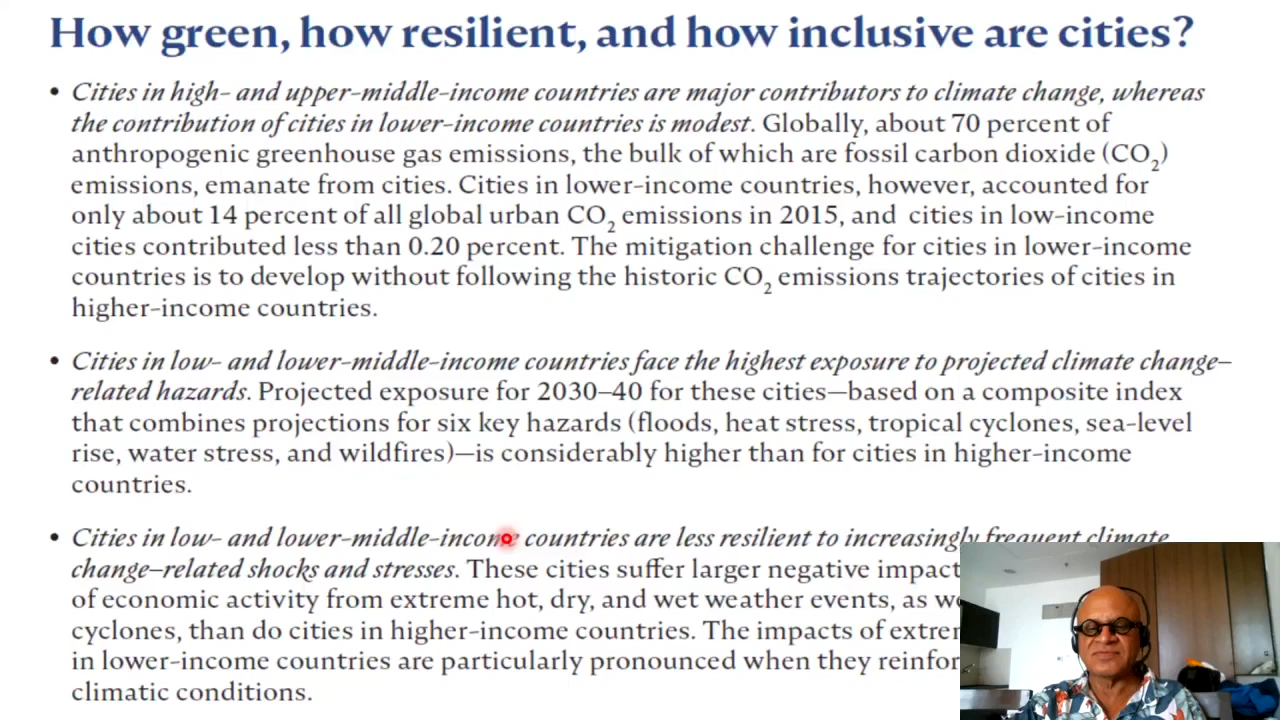 How green, how resilient, and how inclusive are cities?
• Cities in high- and upper-middle-income countries are major contributors to climate change, whereas
the contribution of cities in lower-income countries is modest. Globally, about 70 percent of
anthropogenic greenhouse gas emissions, the bulk of which are fossil carbon dioxide (CO₂)
emissions, emanate from cities. Cities in lower-income countries, however, accounted for
only about 14 percent of all global urban CO₂ emissions in 2015, and cities in low-income
cities contributed less than 0.20 percent. The mitigation challenge for cities in lower-income
countries is to develop without following the historic CO₂ emissions trajectories of cities in
higher-income countries.
• Cities in low- and lower-middle-income countries face the highest exposure to projected climate change–
related hazards. Projected exposure for 2030–40 for these cities—based on a composite index
that combines projections for six key hazards (floods, heat stress, tropical cyclones, sea-level
rise, water stress, and wildfires)—is considerably higher than for cities in higher-income
countries.
• Cities in low- and lower-middle-income countries are less resilient to increasingly frequent climate
change–related shocks and stresses. These cities suffer larger negative impact
of economic activity from extreme hot, dry, and wet weather events, as
cyclones, than do cities in higher-income countries. The impacts of
in lower-income countries are particularly pronounced when they
climatic conditions.